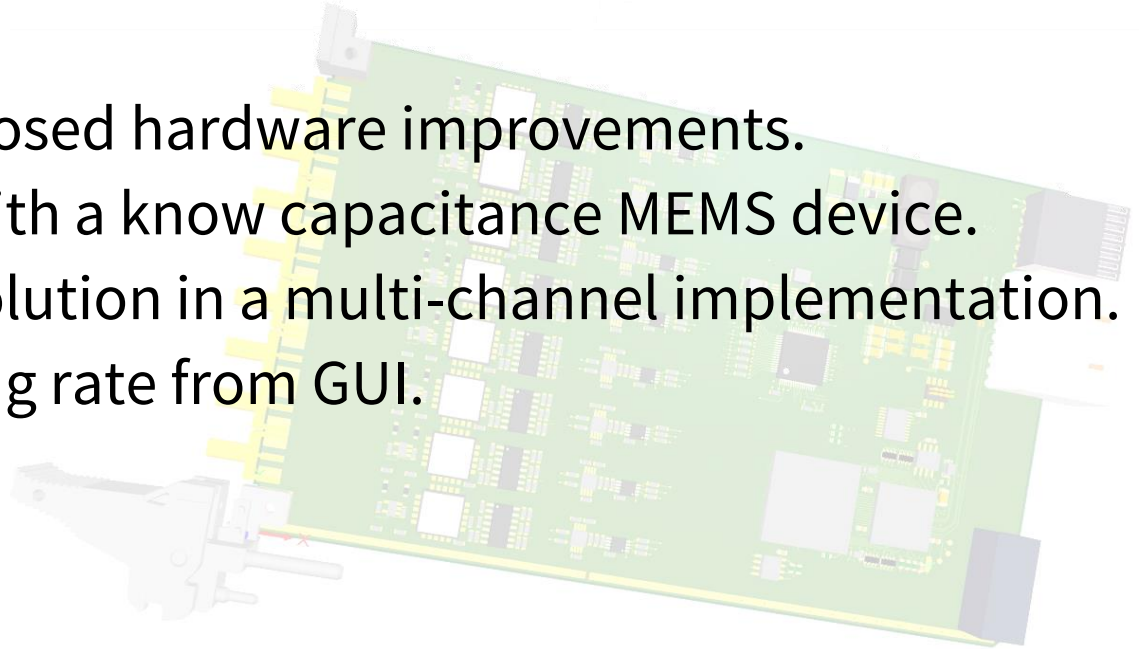 osed hardware improvements.
ith a know capacitance MEMS device.
olution in a multi-channel implementation.
g rate from GUI.